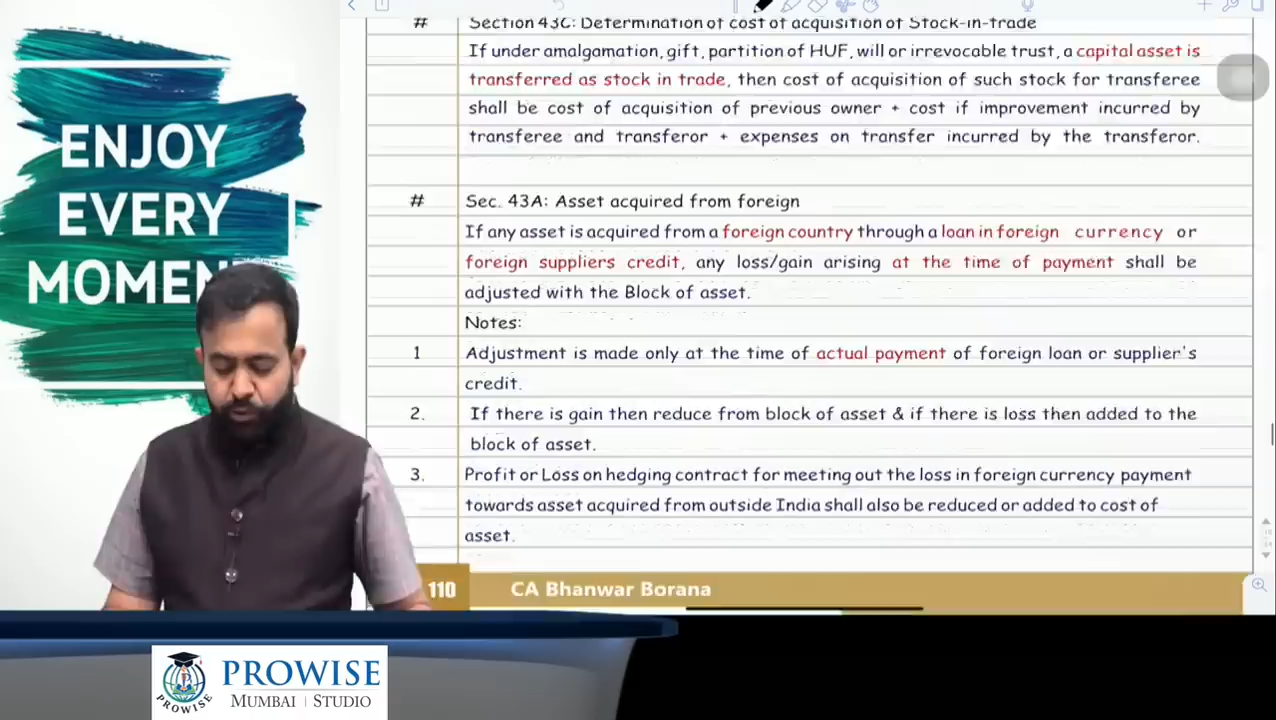 ENJOY
EVERY
MOMEN
# Section 43C: Determination of cost of acquisition of Stock-in-trade
If under amalgamation, gift, partition of HUF, will or irrevocable trust, a capital asset is
transferred as stock in trade, then cost of acquisition of such stock for transferee
shall be cost of acquisition of previous owner + cost if improvement incurred by
transferee and transferor + expenses on transfer incurred by the transferor.
# Sec. 43A: Asset acquired from foreign
If any asset is acquired from a foreign country through a loan in foreign currency or
foreign suppliers credit, any loss/gain arising at the time of payment shall be
adjusted with the Block of asset.
Notes:
1 Adjustment is made only at the time of actual payment of foreign loan or supplier's
credit.
2. If there is gain then reduce from block of asset & if there is loss then added to the
block of asset.
3. Profit or Loss on hedging contract for meeting out the loss in foreign currency payment
towards asset acquired from outside India shall also be reduced or added to cost of
asset.
110 CA Bhanwar Borana
PROWISE
PROWISE
MUMBAI | STUDIO